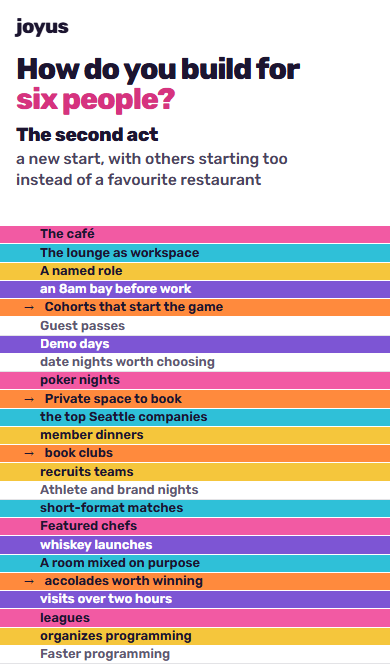 joyus
How do you build for
six people?
The second act
a new start, with others starting too
instead of a favourite restaurant
The café
The lounge as workspace
A named role
an 8am bay before work
→ Cohorts that start the game
Guest passes
Demo days
date nights worth choosing
poker nights
→ Private space to book
the top Seattle companies
member dinners
→ book clubs
recruits teams
Athlete and brand nights
short-format matches
Featured chefs
whiskey launches
A room mixed on purpose
→ accolades worth winning
visits over two hours
leagues
organizes programming
Faster programming